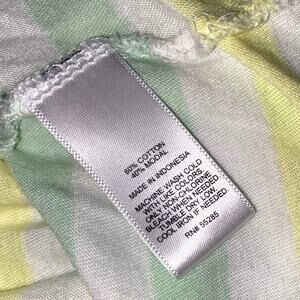 60% COTTON
40% MODAL
MADE IN INDONESIA
MACHINE WASH COLD
WITH LIKE COLORS
ONLY NON-CHLORINE
BLEACH WHEN NEEDED
TUMBLE DRY LOW
COOL IRON IF NEEDED
RN# 55285